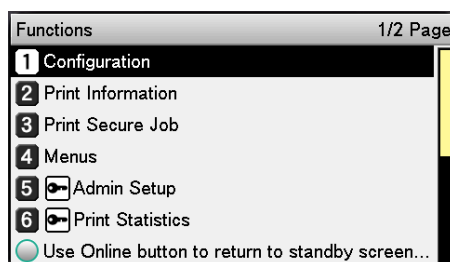 Functions 1/2 Page
1 Configuration
2 Print Information
3 Print Secure Job
4 Menus
5 Admin Setup
6 Print Statistics
Use Online button to return to standby screen...